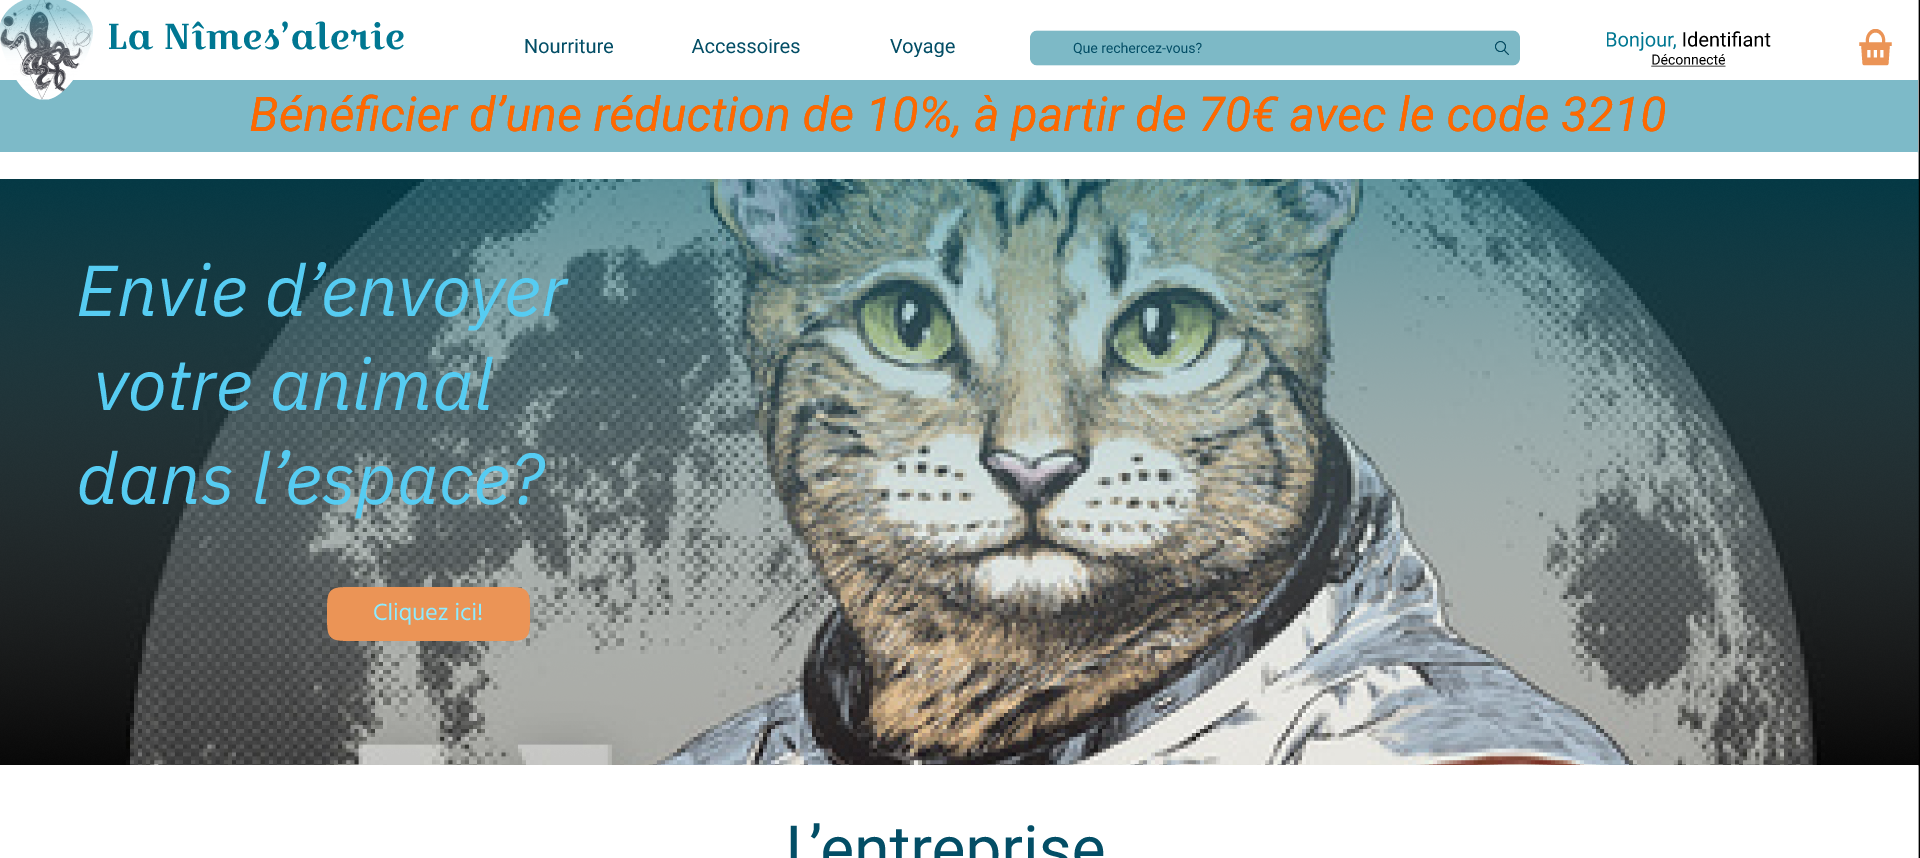 La Nîmes’alerie
Nourriture
Accessoires
Voyage
Que rechercez-vous?
Bonjour, Identifiant
Déconnecté
Bénéficier d’une réduction de 10%, à partir de 70€ avec le code 3210
Envie d’envoyer
votre animal
dans l’espace?
Cliquez ici!
L’entreprise